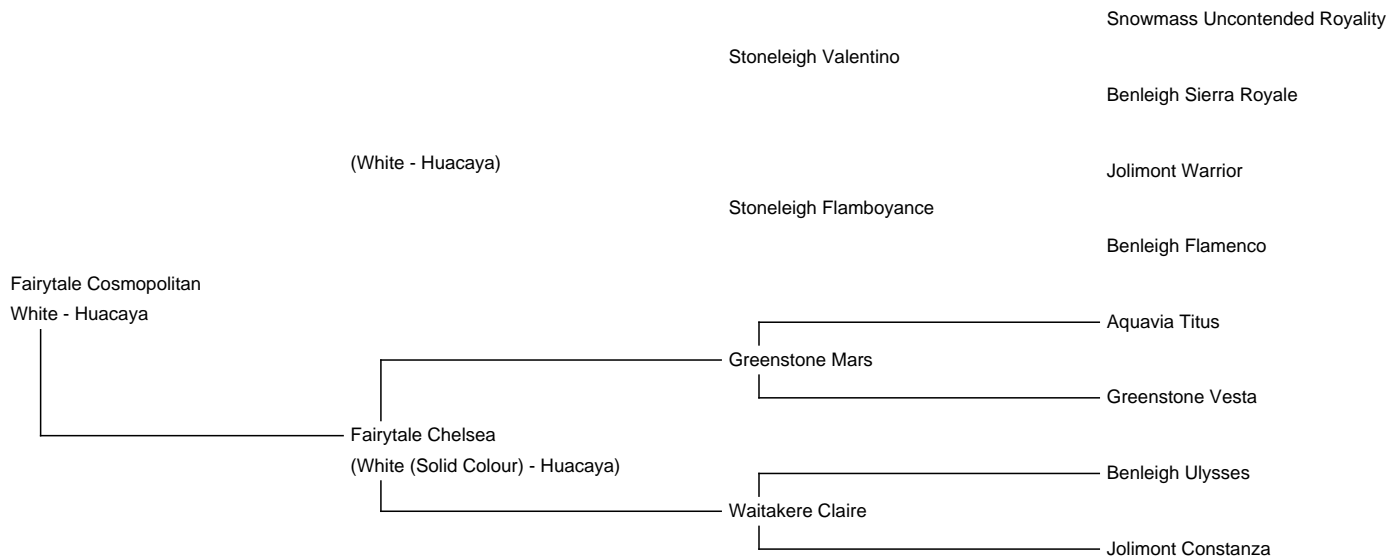 Snowmass Uncontended Royality
Stoneleigh Valentino
Benleigh Sierra Royale
(White - Huacaya)
Jolimont Warrior
Stoneleigh Flamboyance
Benleigh Flamenco
Fairytale Cosmopolitan
White - Huacaya
Aquavia Titus
Greenstone Mars
Greenstone Vesta
Fairytale Chelsea
(White (Solid Colour) - Huacaya)
Benleigh Ulysses
Waitakere Claire
Jolimont Constanza